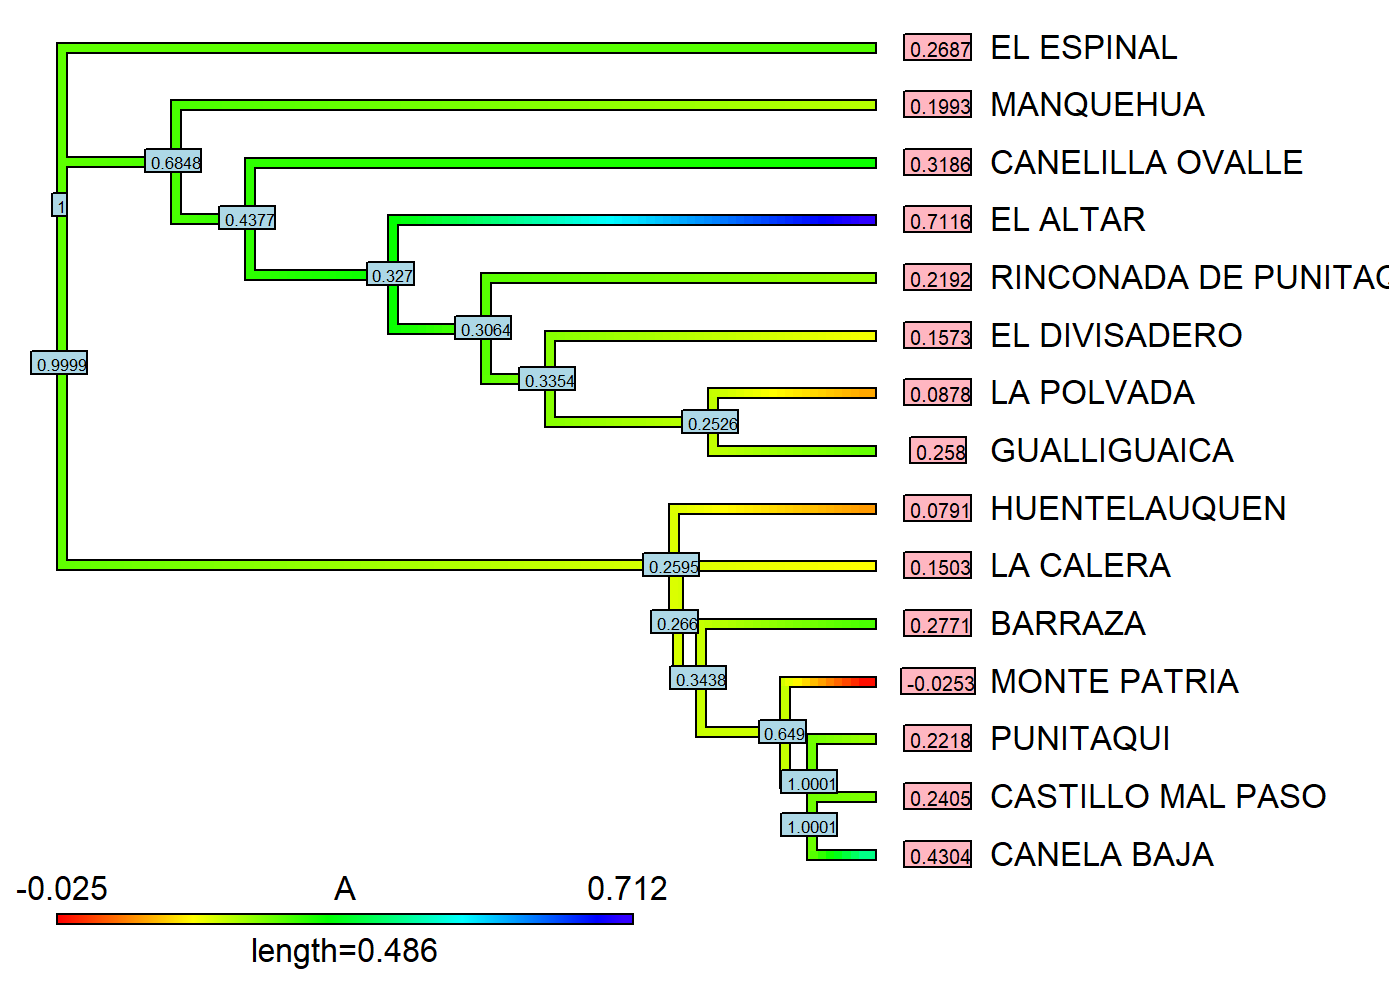 0.2687 EL ESPINAL
0.1993 MANQUEHUA
0.6848
0.3186 CANELILLA OVALLE
1
0.4377
0.7116 EL ALTAR
0.327
0.2192 RINCONADA DE PUNITAQ
0.3064
0.1573 EL DIVISADERO
0.9999
0.3354
0.0878 LA POLVADA
0.2526
0.258 GUALLIGUAICA
0.0791 HUENTELAUQUEN
0.2595
0.1503 LA CALERA
0.266
0.2771 BARRAZA
0.3438
-0.0253 MONTE PATRIA
0.649
0.2218 PUNITAQUI
1.0001
0.2405 CASTILLO MAL PASO
1.0001
0.4304 CANELA BAJA
-0.025 A 0.712
length=0.486